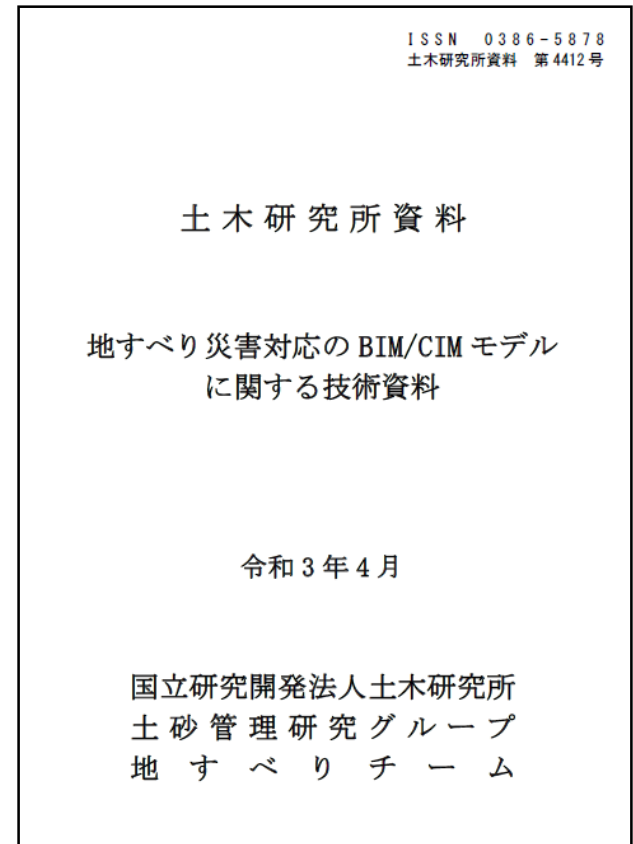 ISSN 0386-5878
土木研究所資料 第4412号
土木研究所資料
地すべり災害対応のBIM/CIMモデル
に関する技術資料
令和3年4月
国立研究開発法人土木研究所
土砂管理研究グループ
地すべりチーム